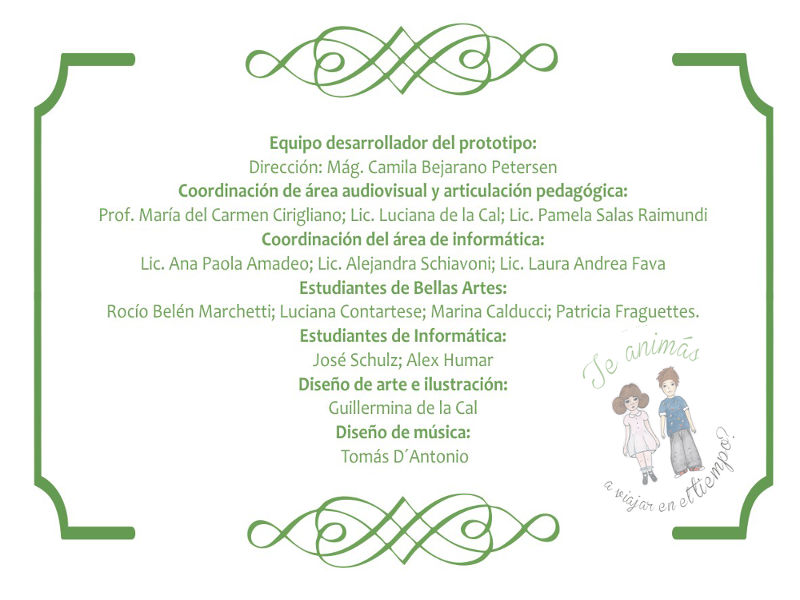 Equipo desarrollador del prototipo:
Dirección: Mág. Camila Bejarano Petersen
Coordinación de área audiovisual y articulación pedagógica:
Prof. María del Carmen Cirigliano; Lic. Luciana de la Cal; Lic. Pamela Salas Raimundi
Coordinación del área de informática:
Lic. Ana Paola Amadeo; Lic. Alejandra Schiavoni; Lic. Laura Andrea Fava
Estudiantes de Bellas Artes:
Rocío Belén Marchetti; Luciana Contartese; Marina Calducci; Patricia Fraguettes.
Estudiantes de Informática:
José Schulz; Alex Humar
Diseño de arte e ilustración:
Guillermina de la Cal
Diseño de música:
Tomás D´Antonio
Te animás
a viajar en el tiempo?